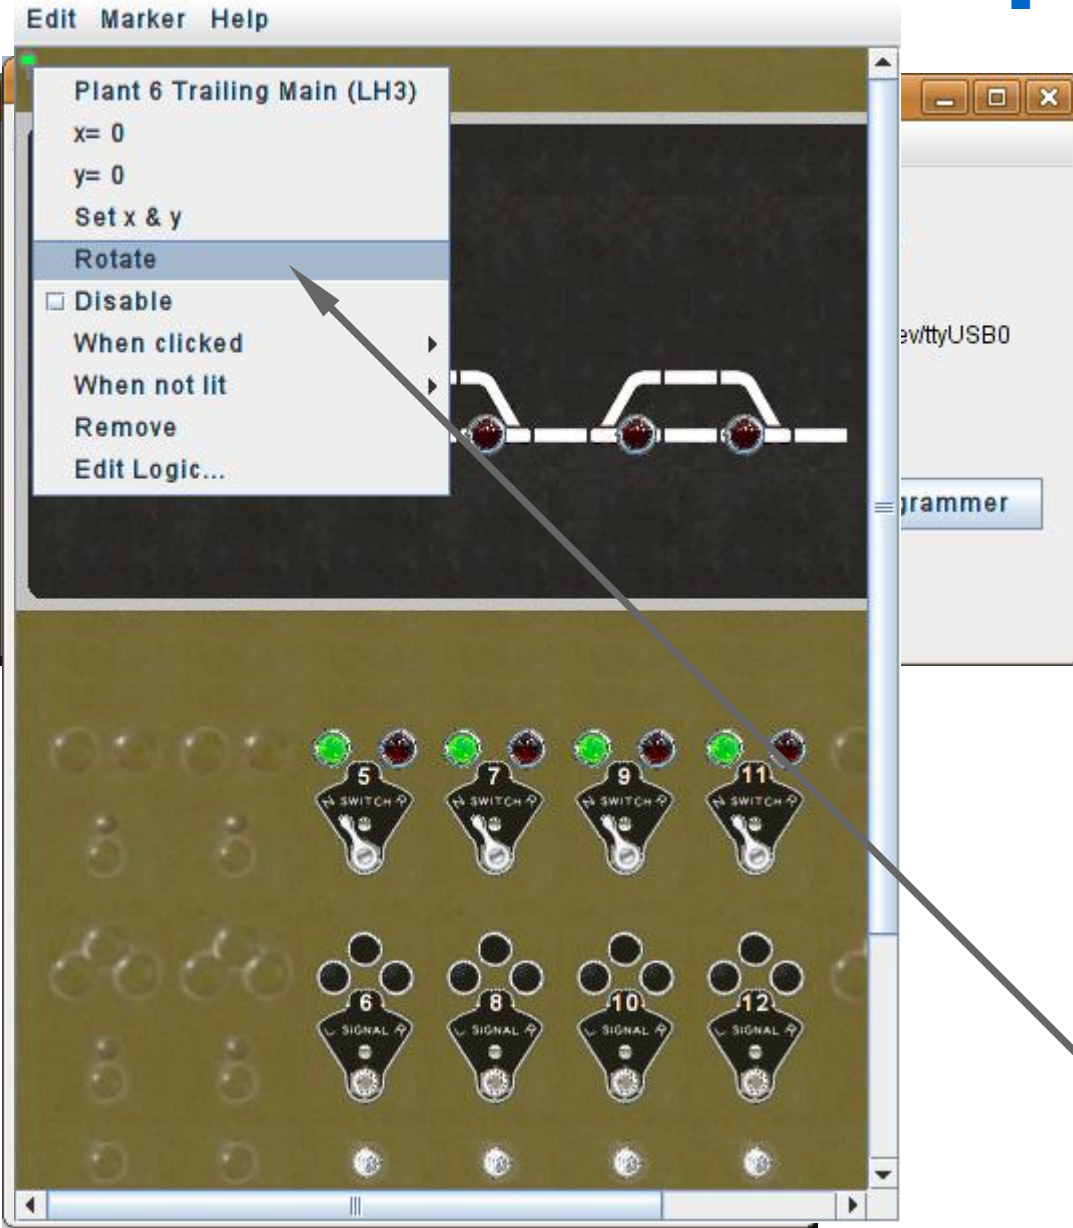 Edit Marker Help
Plant 6 Trailing Main (LH3)
x= 0
y= 0
Set x & y
Rotate
Disable
When clicked
When not lit
Remove
Edit Logic...
ev/ttyUSB0
grammer
5 7 9 11
SWITCH SWITCH SWITCH SWITCH
6 8 10 12
L SIGNAL R L SIGNAL R L SIGNAL R L SIGNAL R